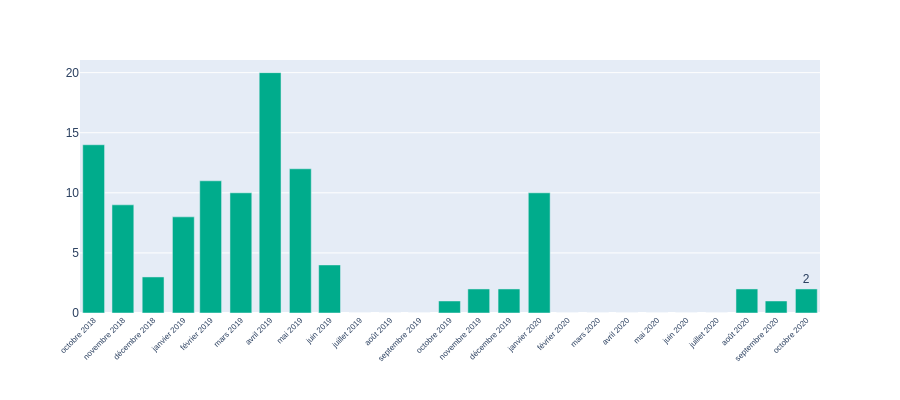 20
15
10
5
0
2
octobre 2018
novembre 2018
décembre 2018
janvier 2019
février 2019
mars 2019
avril 2019
mai 2019
juin 2019
juillet 2019
août 2019
septembre 2019
octobre 2019
novembre 2019
décembre 2019
janvier 2020
février 2020
mars 2020
avril 2020
mai 2020
juin 2020
juillet 2020
août 2020
septembre 2020
octobre 2020